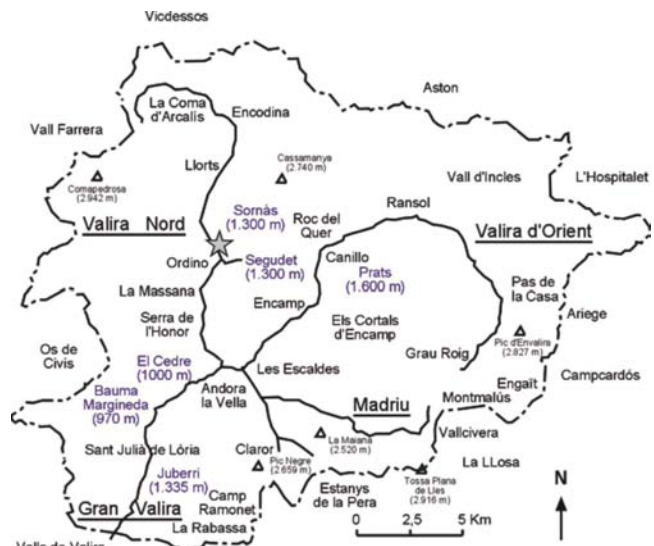 Vicdessos
Aston
La Coma
d'Arcalís
Encodina
Vall Farrera
Llorts
Cassamanya
(2.740 m)
Vall d'Incles
L'Hospitalet
Comapedrosa
(2.942 m)
Ransol
Sornàs
(1.300 m)
Roc del
Quer
Valira Nord
Valira d'Orient
Ordino
Segudet
(1.300 m)
Canillo
Prats
(1.600 m)
Pas de
la Casa
La Massana
Encamp
Ariege
Serra de
l'Honor
Els Cortals
d'Encamp
Pic d'Envalira
(2.827 m)
Os de
Civis
Grau Roig
El Cedre
(1000 m)
Les Escaldes
Engaït
Campcardós
Bauma
Margineda
(970 m)
Andora
la Vella
Madriu
Montmalús
Vallcivera
Sant Julià de Lòria
Claror
La Maiana
(2.520 m)
La LLosa
Pic Negre
(2.659 m)
Juberri
(1.335 m)
Tossa Plana
de Lles
(2.916 m)
N
Camp
Ramonet
Estanys
de la Pera
Gran Valira
La Rabassa
0 2,5 5 Km